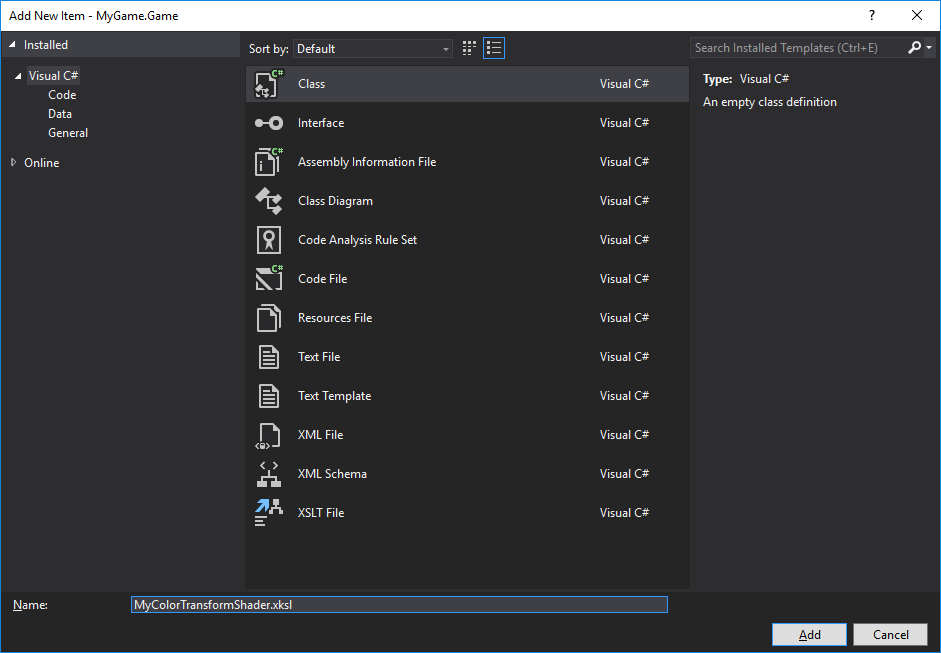 Add New Item - MyGame.Game
?
Installed
Sort by: Default
Search Installed Templates (Ctrl+E)
Visual C#
Code
Data
General
Online
C# Class Visual C#
Interface Visual C#
C# Assembly Information File Visual C#
Class Diagram Visual C#
Code Analysis Rule Set Visual C#
C# Code File Visual C#
Resources File Visual C#
Text File Visual C#
Text Template Visual C#
XML File Visual C#
XML Schema Visual C#
XSLT File Visual C#
Type: Visual C#
An empty class definition
Name: MyColorTransformShader.xksl
Add Cancel